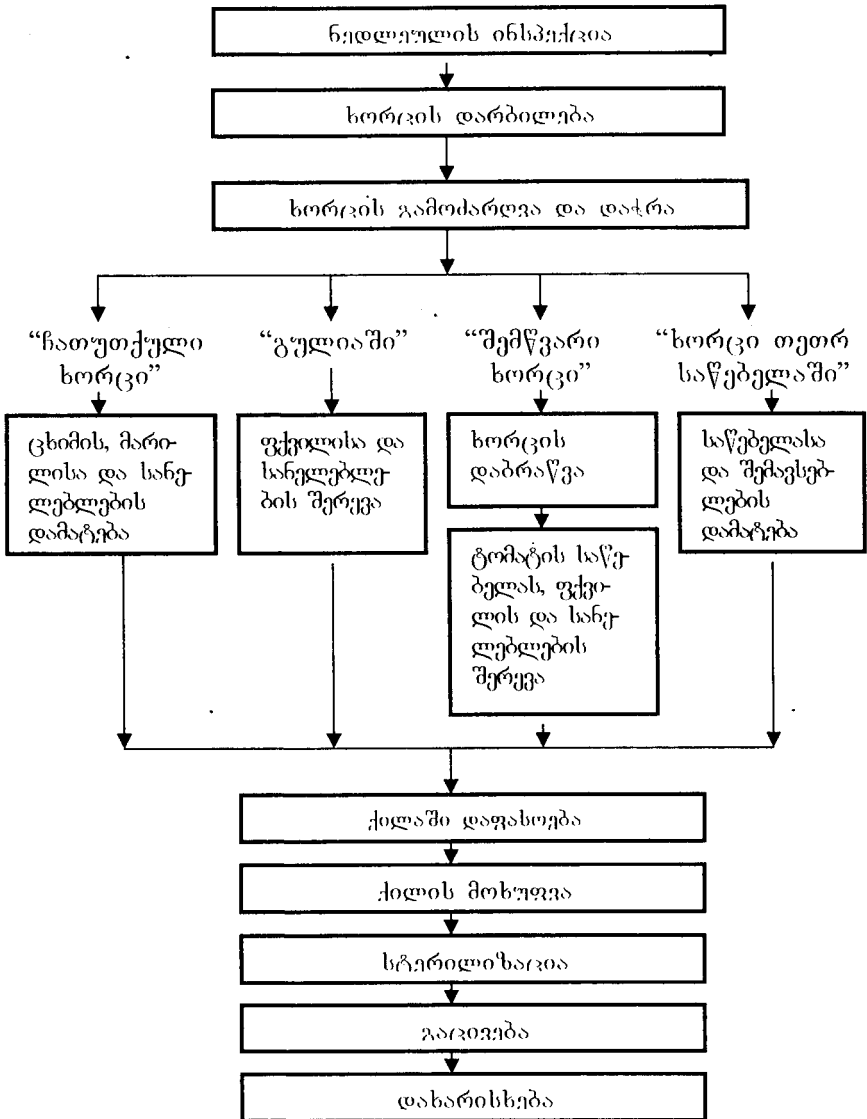 ნედლეულის ინსპექცია
ხორცის დარბილება
ხორცის გამოძარღვა და დაჭრა
“ჩათუთქული
ხორცი”
“გულიაში”
“შემწვარი
ხორცი”
“ხორცი თეთრ
საწებელაში”
ცხიმის, მარი-
ლისა და სანე-
ლებლების
დამატება
ფქვილისა და
სანელებლე-
ბის შერევა
ხორცის
დაბრაწვა
ტომატის საწე-
ბელას, ფქვი-
ლის და სანე-
ლებლების
შერევა
საწებელასა
და შემავსებ-
ლების
დამატება
ქილაში დაფასოება
ქილის მოხუფვა
სტერილიზაცია
გაცივება
დახარისხება